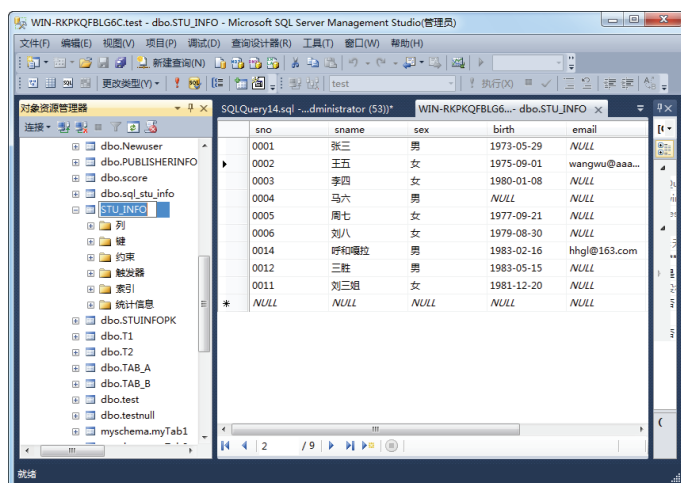 WIN-RKPKQFBLG6C.test - dbo.STU_INFO - Microsoft SQL Server Management Studio(管理员)
文件(F) 编辑(E) 视图(V) 项目(P) 调试(D) 查询设计器(R) 工具(T) 窗口(W) 帮助(H)
新建查询(N)
更改类型(Y) test 执行(X)
对象资源管理器
连接
dbo.Newuser
dbo.PUBLISHERINFO
dbo.score
dbo.sql_stu_info
STU_INFO
列
键
约束
触发器
索引
统计信息
dbo.STUINFOPK
dbo.T1
dbo.T2
dbo.TAB_A
dbo.TAB_B
dbo.test
dbo.testnull
myschema.myTab1
SQLQuery14.sql -...dministrator (53))* WIN-RKPKQFBLG6...- dbo.STU_INFO
sno sname sex birth email
0001 张三 男 1973-05-29 NULL
0002 王五 女 1975-09-01 wangwu@aaa...
0003 李四 女 1980-01-08 NULL
0004 马六 男 NULL NULL
0005 周七 女 1977-09-21 NULL
0006 刘八 女 1979-08-30 NULL
0014 呼和嘎拉 男 1983-02-16 hhgl@163.com
0012 三胜 男 1983-05-15 NULL
0011 刘三姐 女 1981-12-20 NULL
NULL NULL NULL NULL NULL
2 / 9
就绪